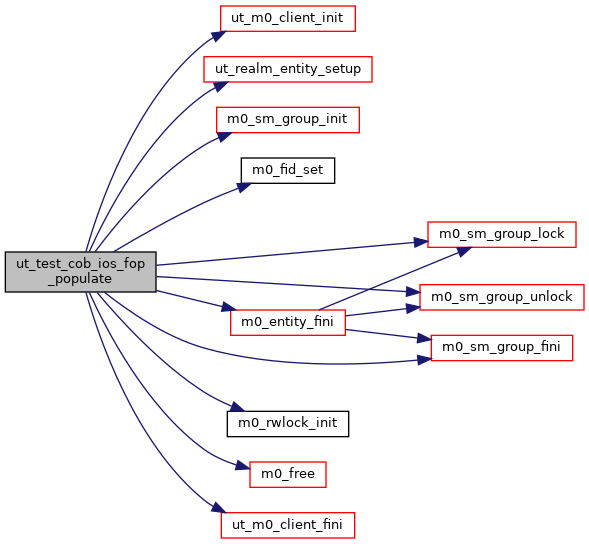 ut_m0_client_init
ut_realm_entity_setup
m0_sm_group_init
m0_fid_set
m0_sm_group_lock
ut_test_cob_ios_fop
_populate
m0_sm_group_unlock
m0_entity_fini
m0_sm_group_fini
m0_rwlock_init
m0_free
ut_m0_client_fini